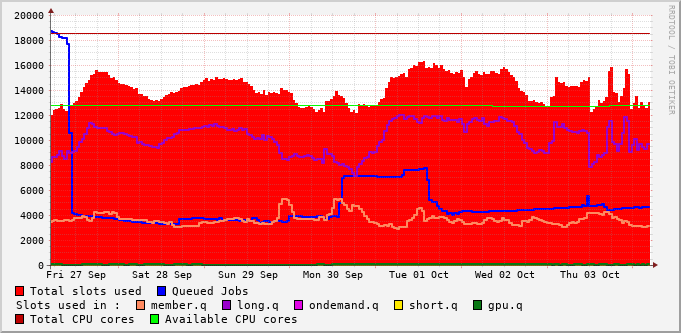 20000
18000
16000
14000
12000
10000
8000
6000
4000
2000
0
Fri 27 Sep Sat 28 Sep Sun 29 Sep Mon 30 Sep Tue 01 Oct Wed 02 Oct Thu 03 Oct
Total slots used Queued Jobs
Slots used in : member.q long.q ondemand.q short.q gpu.q
Total CPU cores Available CPU cores
RRDTOOL / TOBI OETIKER